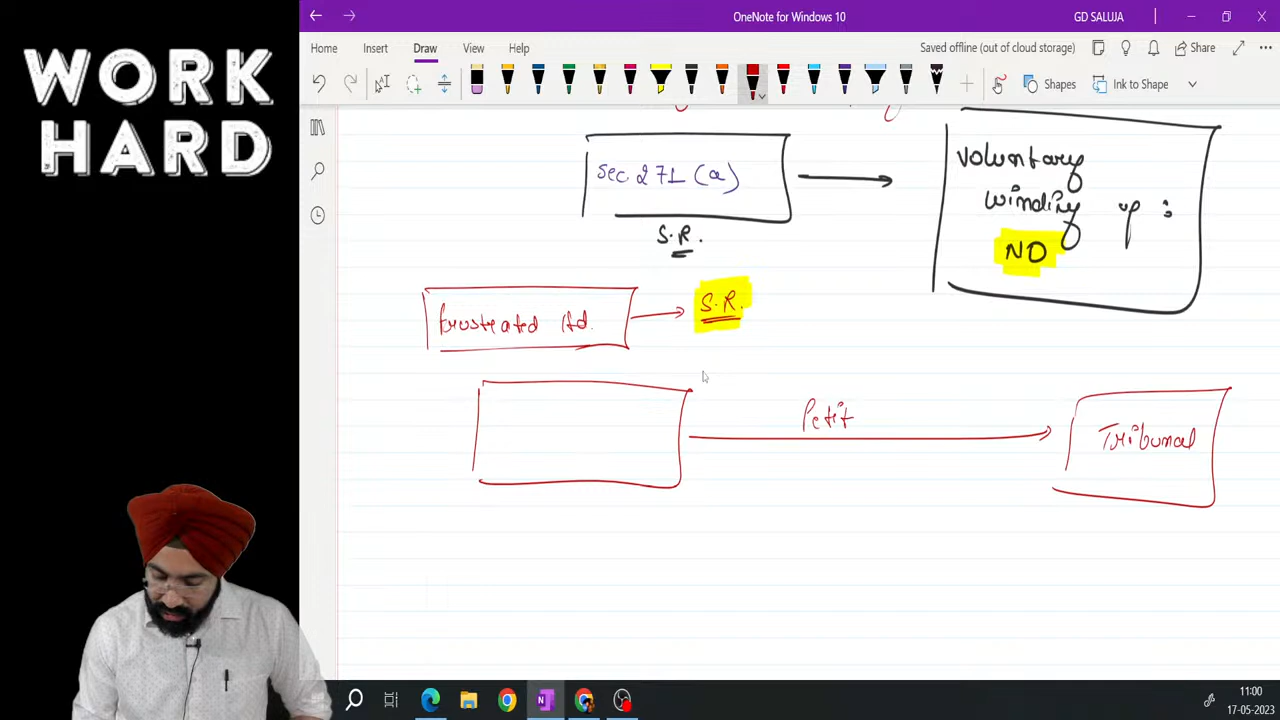 OneNote for Windows 10
GD SALUJA
Home
Insert
Draw
View
Help
Saved offline (out of cloud storage)
Share
Shapes
Ink to Shape
WORK
HARD
Sec. 271 (a)
S.R.
Voluntary
winding up :
NO
frusteated ltd.
S.R.
Petit
Tribunal
11:00
17-05-2023